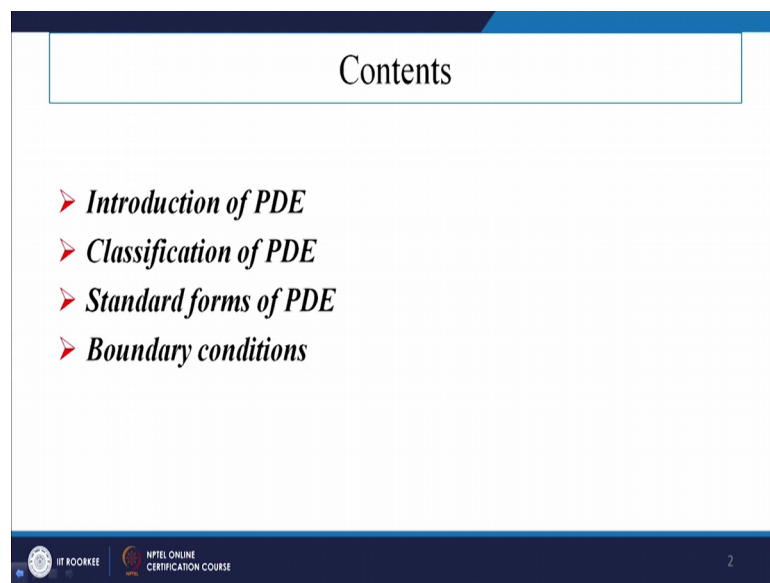 Contents
Introduction of PDE
Classification of PDE
Standard forms of PDE
Boundary conditions
IIT ROORKEE
NPTEL ONLINE
CERTIFICATION COURSE
2